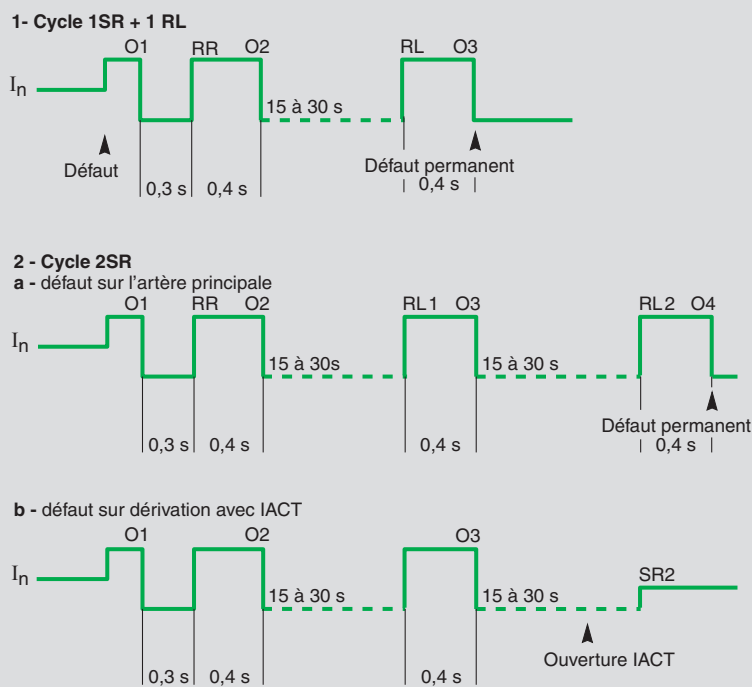 1- Cycle 1SR + 1 RL
O1 RR O2 RL O3
In
15 à 30 s
Défaut Défaut permanent
0,3 s 0,4 s 0,4 s
2 - Cycle 2SR
a - défaut sur l'artère principale
O1 RR O2 RL1 O3 RL2 O4
In
15 à 30s 15 à 30 s
Défaut permanent
0,3 s 0,4 s 0,4 s 0,4 s
b - défaut sur dérivation avec IACT
O1 O2 O3
SR2
In
15 à 30 s 15 à 30 s
Ouverture IACT
0,3 s 0,4 s 0,4 s